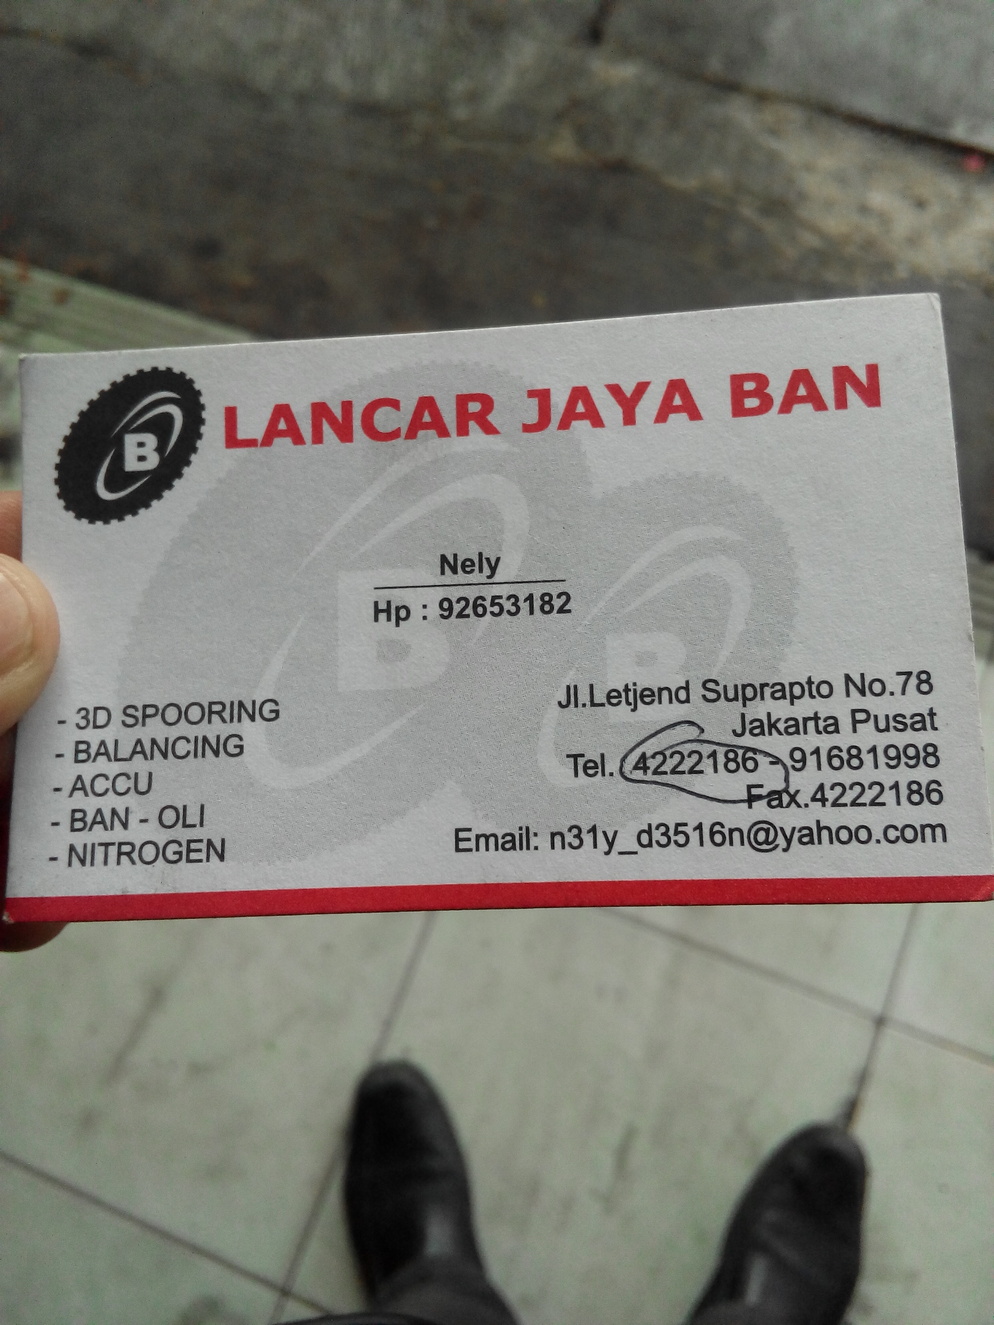 B
LANCAR JAYA BAN
Nely
Hp : 92653182
B
B
- 3D SPOORING
- BALANCING
- ACCU
- BAN - OLI
- NITROGEN
Jl.Letjend Suprapto No.78
Jakarta Pusat
Tel. 4222186 - 91681998
Fax.4222186
Email: n31y_d3516n@yahoo.com